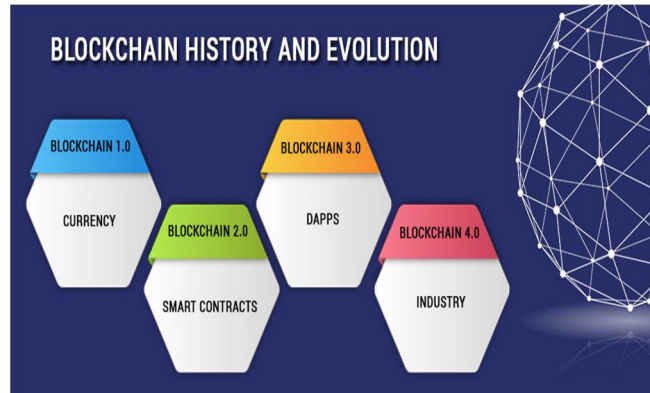 BLOCKCHAIN HISTORY AND EVOLUTION
BLOCKCHAIN 1.0
CURRENCY
BLOCKCHAIN 2.0
SMART CONTRACTS
BLOCKCHAIN 3.0
DAPPS
BLOCKCHAIN 4.0
INDUSTRY